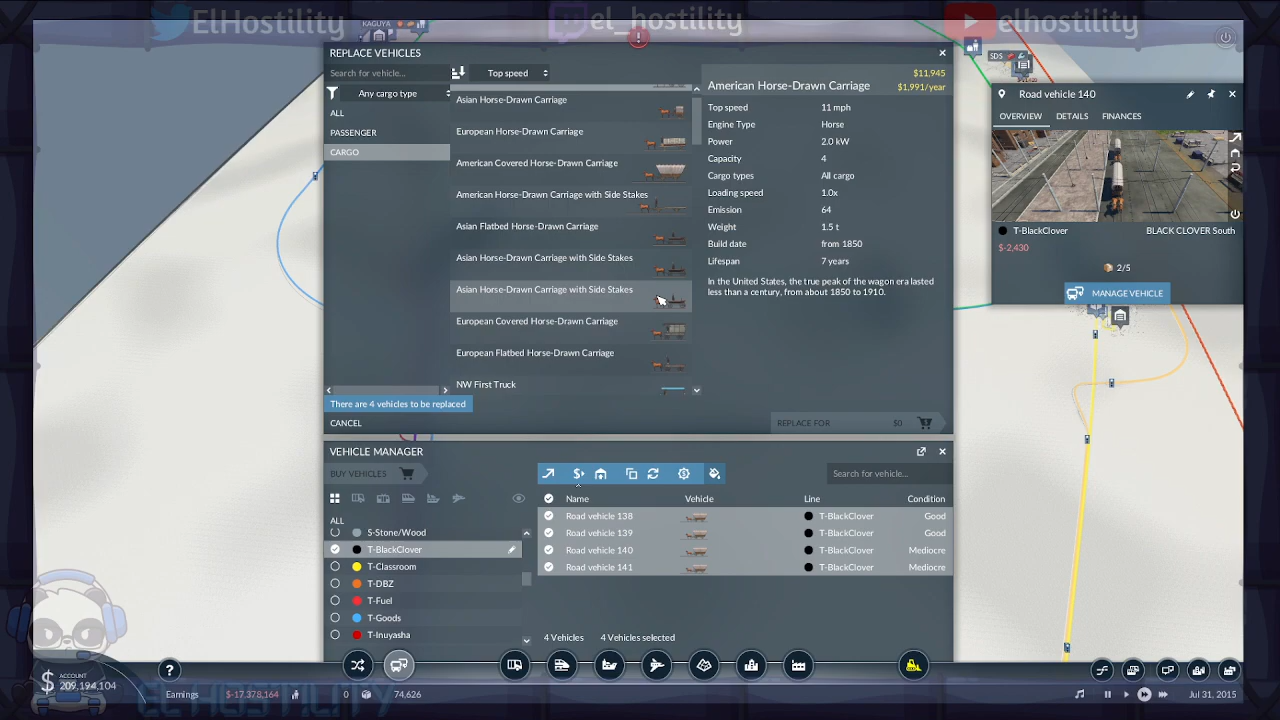 ElHostility
el_hostility
elhostility
KAGUYA
SDS
REPLACE VEHICLES
Search for vehicle...
Top speed
Any cargo type
ALL
PASSENGER
CARGO
Asian Horse-Drawn Carriage
European Horse-Drawn Carriage
American Covered Horse-Drawn Carriage
American Horse-Drawn Carriage with Side Stakes
Asian Flatbed Horse-Drawn Carriage
Asian Horse-Drawn Carriage with Side Stakes
Asian Horse-Drawn Carriage with Side Stakes
European Covered Horse-Drawn Carriage
European Flatbed Horse-Drawn Carriage
NW First Truck
$11,945
American Horse-Drawn Carriage
$1,991/year
Top speed 11 mph
Engine Type Horse
Power 2.0 kW
Capacity 4
Cargo types All cargo
Loading speed 1.0x
Emission 64
Weight 1.5 t
Build date from 1850
Lifespan 7 years
In the United States, the true peak of the wagon era lasted
less than a century, from about 1850 to 1910.
There are 4 vehicles to be replaced
CANCEL
REPLACE FOR $0
Road vehicle 140
OVERVIEW DETAILS FINANCES
T-BlackClover BLACK CLOVER South
$-2,430
2/5
MANAGE VEHICLE
VEHICLE MANAGER
BUY VEHICLES
Search for vehicle...
ALL
S-Stone/Wood
T-BlackClover
T-Classroom
T-DBZ
T-Fuel
T-Goods
T-Inuyasha
Name Vehicle Line Condition
Road vehicle 138 T-BlackClover Good
Road vehicle 139 T-BlackClover Good
Road vehicle 140 T-BlackClover Mediocre
Road vehicle 141 T-BlackClover Mediocre
4 Vehicles 4 Vehicles selected
?
$ ACCOUNT
209,194,104
Earnings $-17,378,164 0 74,626
Jul 31, 2015
ELHOSTILITY